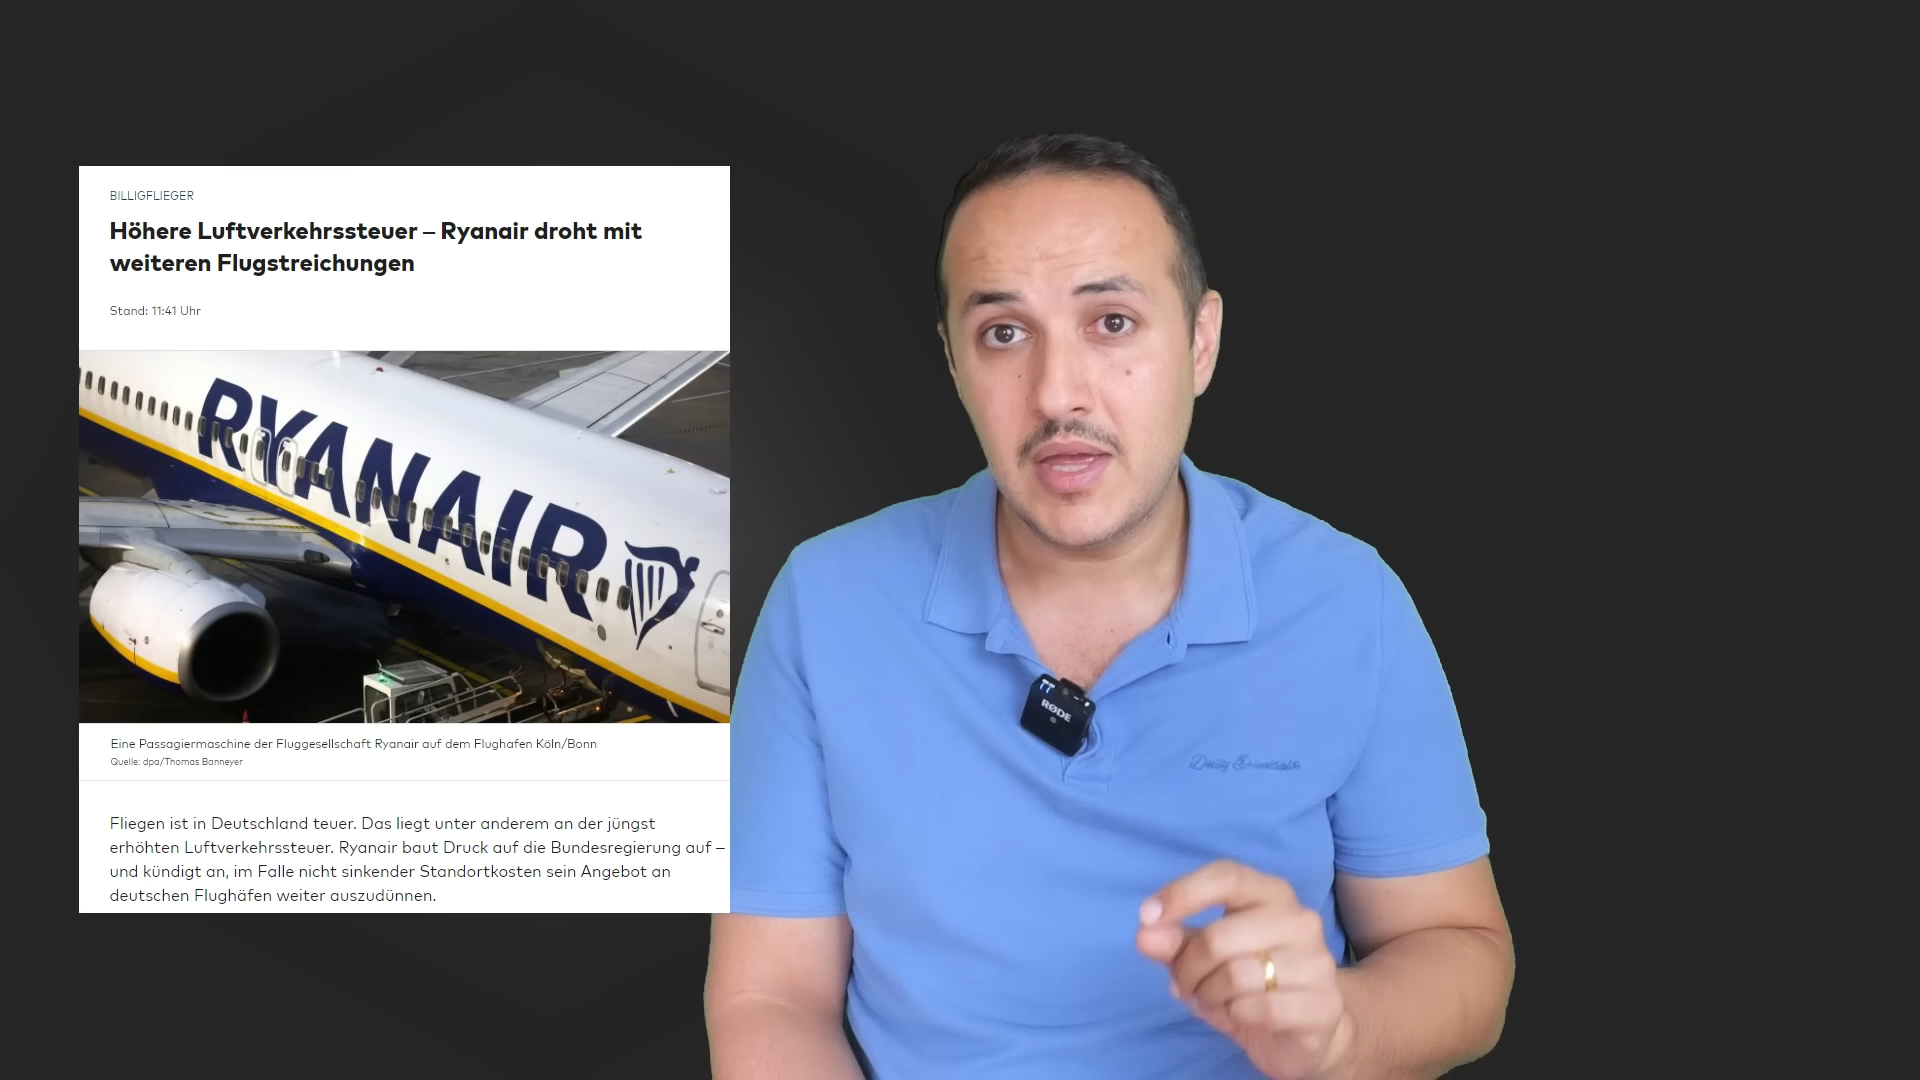 BILLIGFLIEGER
Höhere Luftverkehrssteuer – Ryanair droht mit
weiteren Flugstreichungen
Stand: 11:41 Uhr
RYANAIR
Eine Passagiermaschine der Fluggesellschaft Ryanair auf dem Flughafen Köln/Bonn
Quelle: dpa/Thomas Banneyer
Fliegen ist in Deutschland teuer. Das liegt unter anderem an der jüngst
erhöhten Luftverkehrssteuer. Ryanair baut Druck auf die Bundesregierung auf –
und kündigt an, im Falle nicht sinkender Standortkosten sein Angebot an
deutschen Flughäfen weiter auszudünnen.
RØDE
Daily Essentials